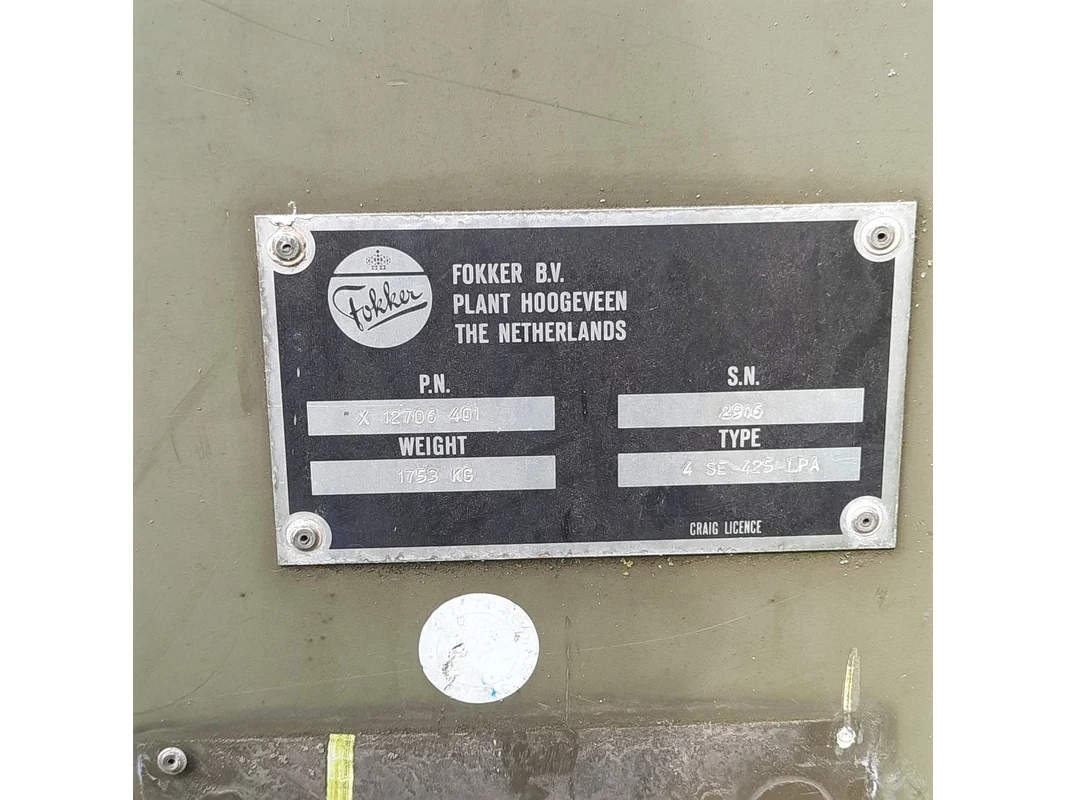 Fokker
FOKKER B.V.
PLANT HOOGEVEEN
THE NETHERLANDS
P.N.
X 12706 401
S.N.
2916
WEIGHT
1753 KG
TYPE
4 SE 425 LPA
CRAIG LICENCE